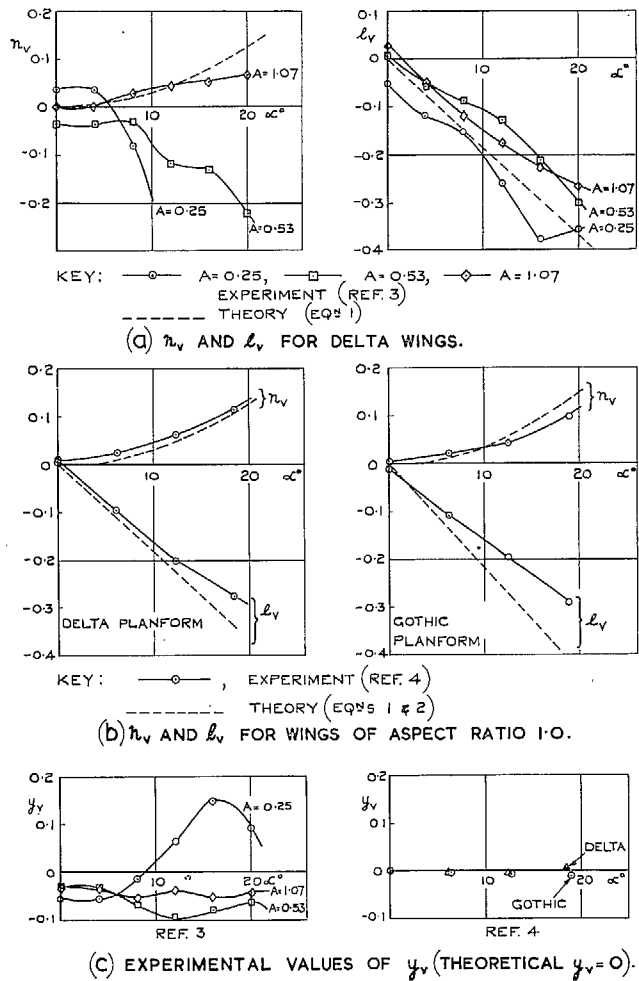 0·2
n_v
0·1
0
-0·1
-0·2
10
20 α°
A=1·07
A=0·25
A=0·53
0·1
ℓ_v
0
-0·1
-0·2
-0·3
-0·4
10
20
α°
A=1·07
A=0·53
A=0·25
KEY: A=0·25, A=0·53, A=1·07
EXPERIMENT (REF. 3)
THEORY (EQN 1)
(a) n_v AND ℓ_v FOR DELTA WINGS.
0·2
0·1
0
-0·1
-0·2
-0·3
-0·4
10
20 α°
n_v
ℓ_v
DELTA PLANFORM
0·2
0·1
0
-0·1
-0·2
-0·3
-0·4
10
20 α°
n_v
ℓ_v
GOTHIC
PLANFORM
KEY: , EXPERIMENT (REF. 4)
THEORY (EQNS 1 & 2)
(b) n_v AND ℓ_v FOR WINGS OF ASPECT RATIO 1·0.
0·2
y_v
0·1
0
-0·1
10
20 α°
A=0·25
A=1·07
A=0·53
REF. 3
0·2
y_v
0·1
0
-0·1
10
20 α°
DELTA
GOTHIC
REF. 4
(c) EXPERIMENTAL VALUES OF y_v (THEORETICAL y_v=0).